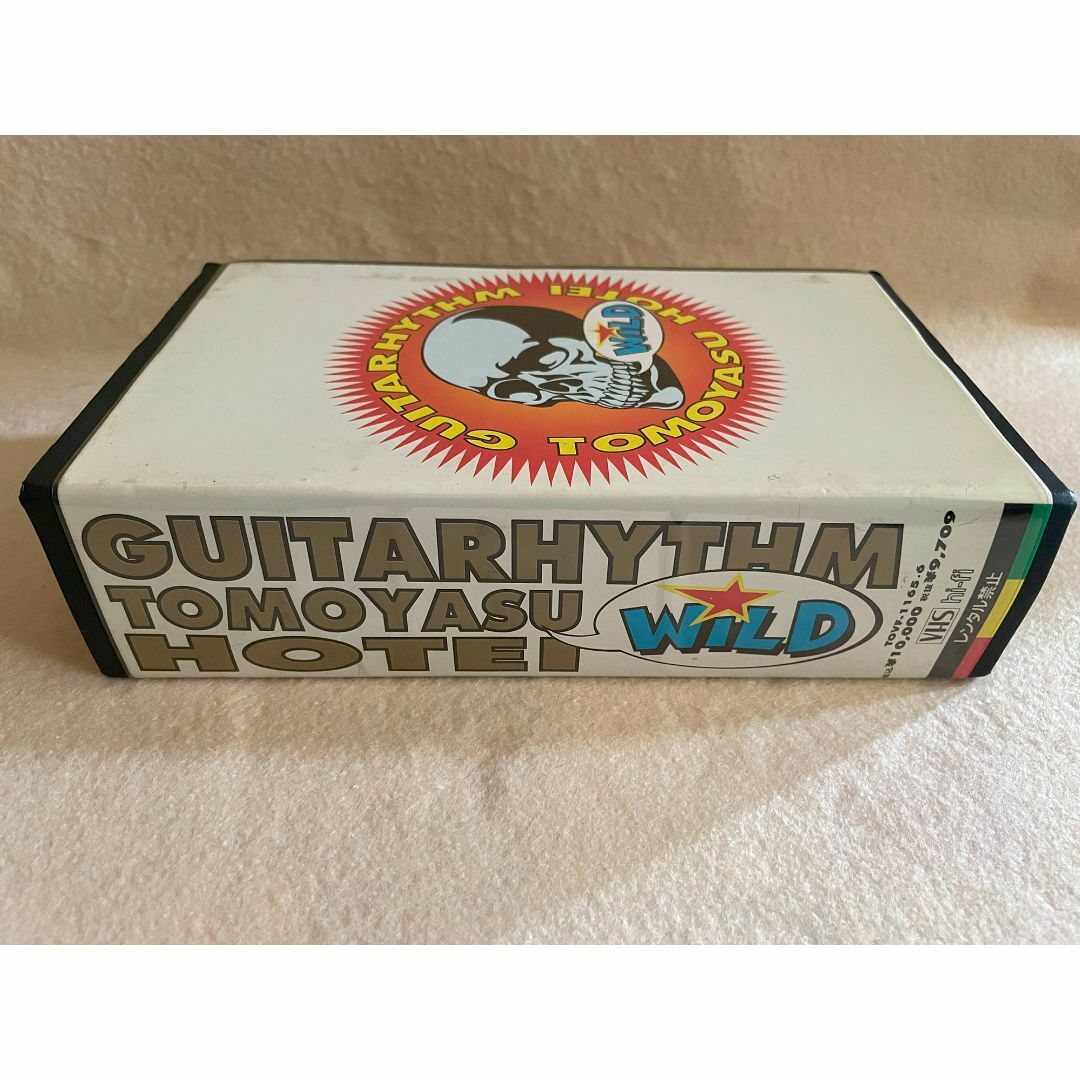 GUITARHYTHM
TOMOYASU HOTEI
WILD
GUITARHYTHM
TOMOYASU
HOTEI
WILD
TOVF-1165,6
税込¥10,000 税抜¥9,709
VHS hi-fi
レンタル禁止